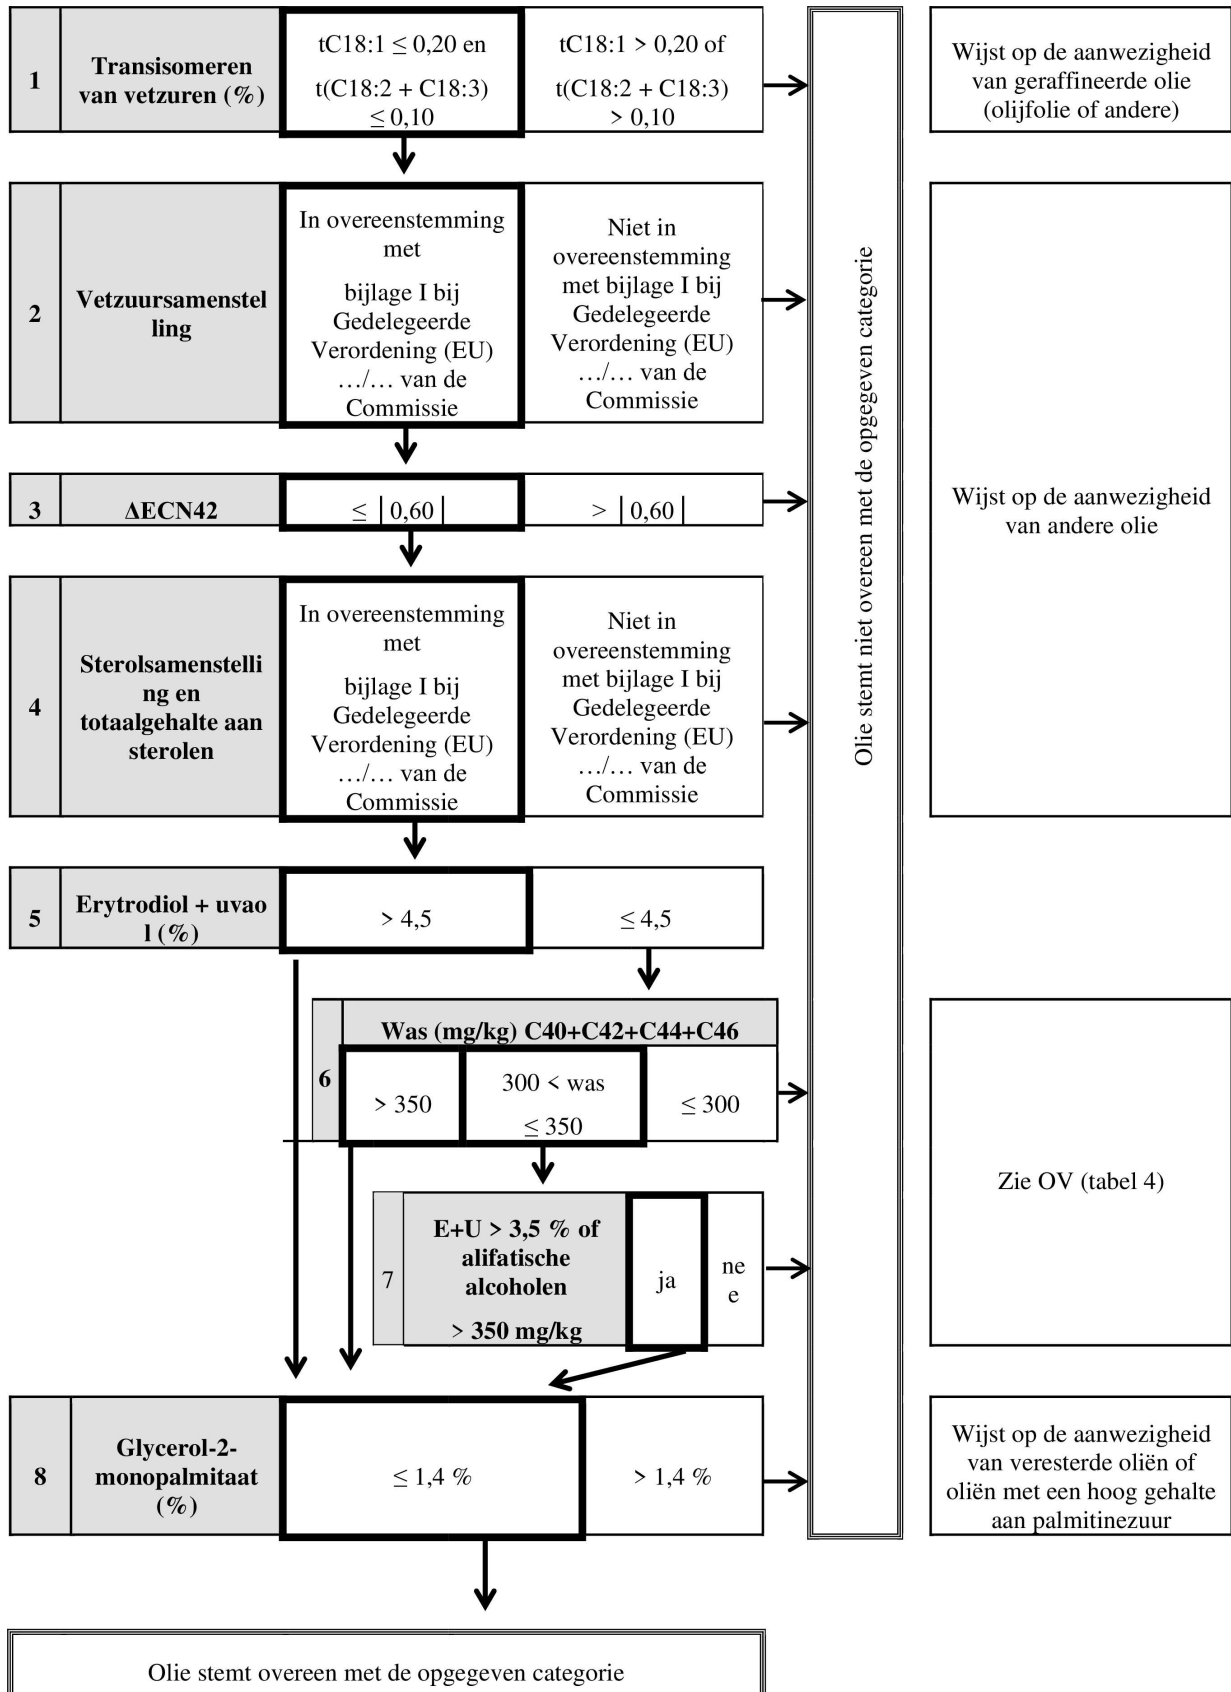 1
Transisomeren
van vetzuren (%)
tC18:1 ≤ 0,20 en
t(C18:2 + C18:3)
≤ 0,10
tC18:1 > 0,20 of
t(C18:2 + C18:3)
> 0,10
Wijst op de aanwezigheid
van geraffineerde olie
(olijfolie of andere)
2
Vetzuursamenstel
ling
In overeenstemming
met
bijlage I bij
Gedelegeerde
Verordening (EU)
…/… van de
Commissie
Niet in
overeenstemming
met bijlage I bij
Gedelegeerde
Verordening (EU)
…/… van de
Commissie
Olie stemt niet overeen met de opgegeven categorie
Wijst op de aanwezigheid
van andere olie
3
ΔECN42
≤ |0,60|
> |0,60|
4
Sterolsamenstelli
ng en
totaalgehalte aan
sterolen
In overeenstemming
met
bijlage I bij
Gedelegeerde
Verordening (EU)
…/… van de
Commissie
Niet in
overeenstemming
met bijlage I bij
Gedelegeerde
Verordening (EU)
…/… van de
Commissie
5
Erytrodiol + uvao
l (%)
> 4,5
≤ 4,5
6
Was (mg/kg) C40+C42+C44+C46
> 350
300 < was
≤ 350
≤ 300
Zie OV (tabel 4)
7
E+U > 3,5 % of
alifatische
alcoholen
> 350 mg/kg
ja
ne
e
8
Glycerol-2-
monopalmitaat
(%)
≤ 1,4 %
> 1,4 %
Wijst op de aanwezigheid
van veresterde oliën of
oliën met een hoog gehalte
aan palmitinezuur
Olie stemt overeen met de opgegeven categorie